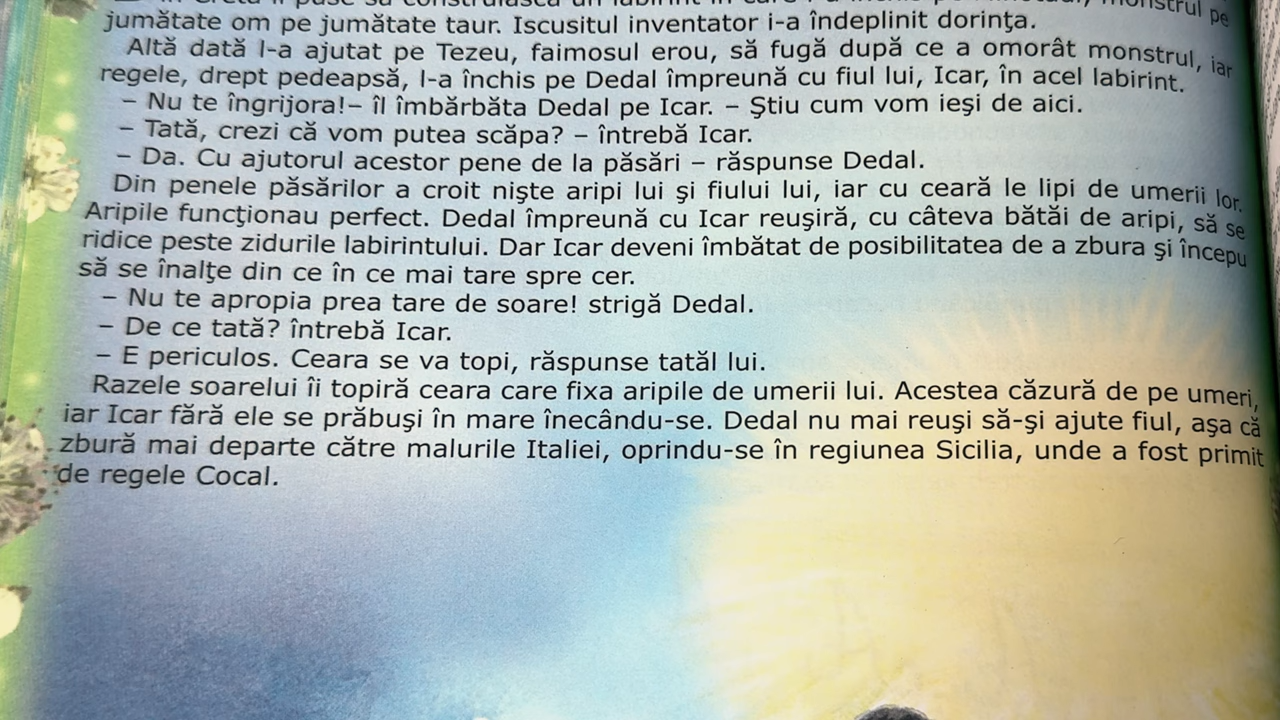 în Creta îl puse să construiască un labirint în care
jumătate om pe jumătate taur. Iscusitul inventator i-a îndeplinit dorinţa.
Altă dată l-a ajutat pe Tezeu, faimosul erou, să fugă după ce a omorât monstrul, iar
regele, drept pedeapsă, l-a închis pe Dedal împreună cu fiul lui, Icar, în acel labirint.
– Nu te îngrijora!– îl îmbărbăta Dedal pe Icar. – Ştiu cum vom ieşi de aici.
– Tată, crezi că vom putea scăpa? – întrebă Icar.
– Da. Cu ajutorul acestor pene de la păsări – răspunse Dedal.
Din penele păsărilor a croit nişte aripi lui şi fiului lui, iar cu ceară le lipi de umerii lor.
Aripile funcţionau perfect. Dedal împreună cu Icar reuşiră, cu câteva bătăi de aripi, să se
ridice peste zidurile labirintului. Dar Icar deveni îmbătat de posibilitatea de a zbura şi începu
să se înalţe din ce în ce mai tare spre cer.
– Nu te apropia prea tare de soare! strigă Dedal.
– De ce tată? întrebă Icar.
– E periculos. Ceara se va topi, răspunse tatăl lui.
Razele soarelui îi topiră ceara care fixa aripile de umerii lui. Acestea căzură de pe umeri,
iar Icar fără ele se prăbuşi în mare înecându-se. Dedal nu mai reuşi să-şi ajute fiul, aşa că
zbură mai departe către malurile Italiei, oprindu-se în regiunea Sicilia, unde a fost primit
de regele Cocal.